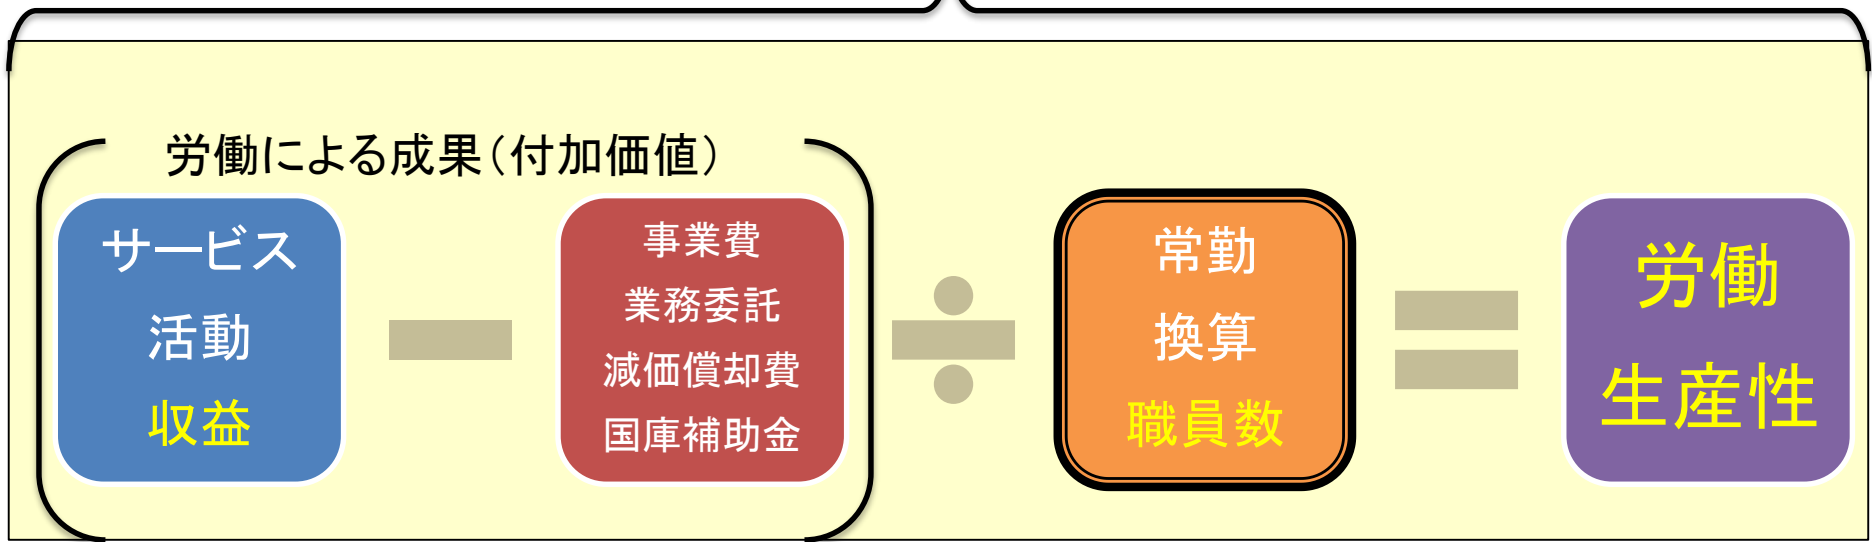 労働による成果（付加価値）
サービス
活動
収益
事業費
業務委託
減価償却費
国庫補助金
常勤
換算
職員数
労働
生産性